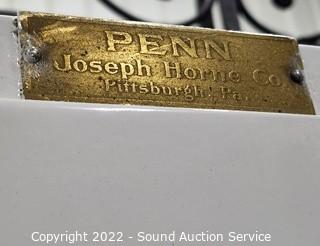 PENN
Joseph Horne Co.
Pittsburgh, Pa.
Copyright 2022 - Sound Auction Service